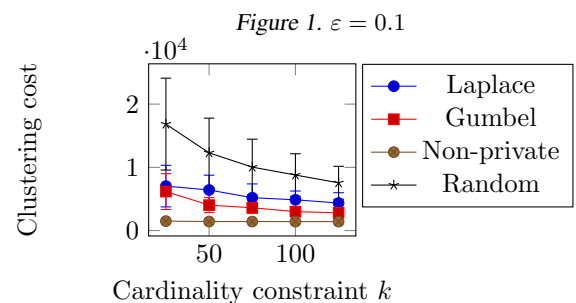 Figure 1. ε = 0.1
·10⁴
Clustering cost
2
1
0
50
100
Cardinality constraint k
Laplace
Gumbel
Non-private
Random